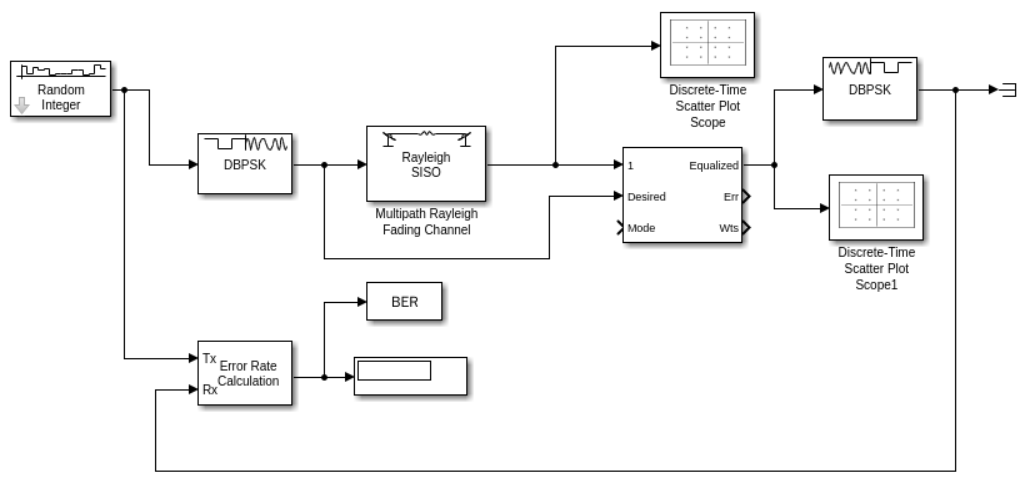 Random
Integer
DBPSK
Rayleigh
SISO
Multipath Rayleigh
Fading Channel
Discrete-Time
Scatter Plot
Scope
1
Equalized
Desired
Err
Mode
Wts
DBPSK
Discrete-Time
Scatter Plot
Scope1
BER
Tx
Error Rate
Calculation
Rx